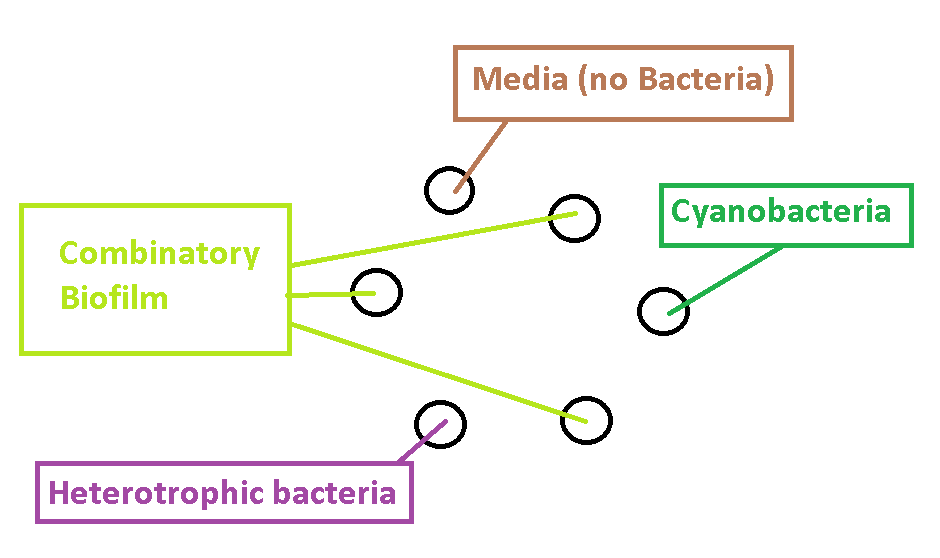 Media (no Bacteria)
Cyanobacteria
Combinatory
Biofilm
Heterotrophic bacteria